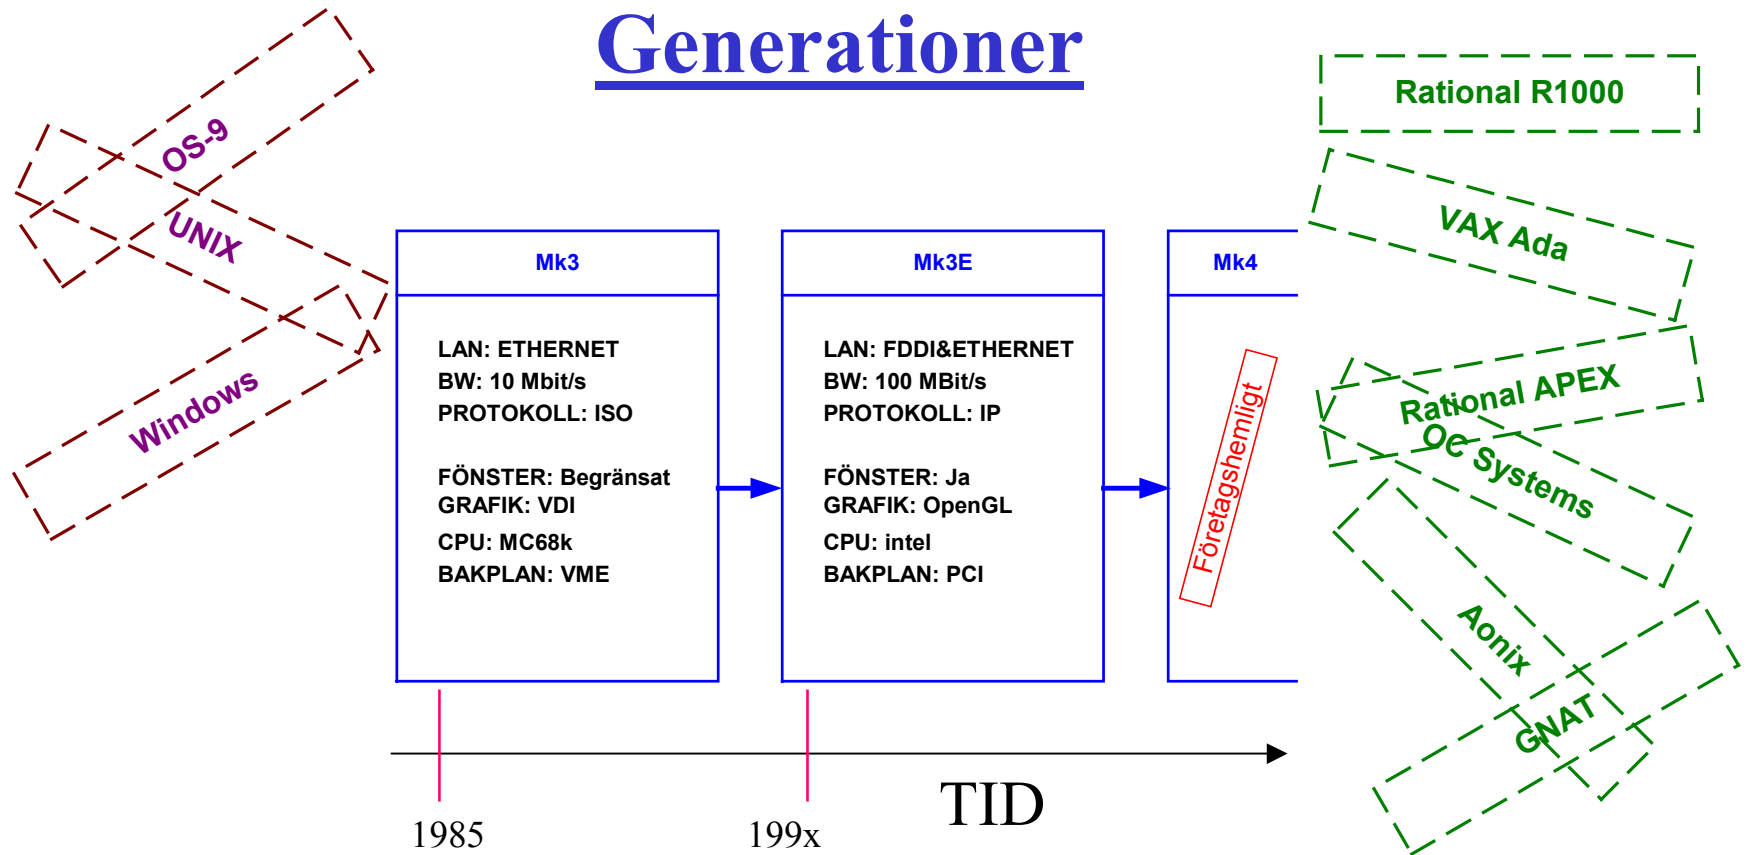 Generationer
OS-9
UNIX
Windows
Mk3
LAN: ETHERNET
BW: 10 Mbit/s
PROTOKOLL: ISO
FÖNSTER: Begränsat
GRAFIK: VDI
CPU: MC68k
BAKPLAN: VME
Mk3E
LAN: FDDI&ETHERNET
BW: 100 MBit/s
PROTOKOLL: IP
FÖNSTER: Ja
GRAFIK: OpenGL
CPU: intel
BAKPLAN: PCI
Mk4
Företagshemligt
Rational R1000
VAX Ada
Rational APEX
OC Systems
Aonix
GNAT
TID
1985
199x